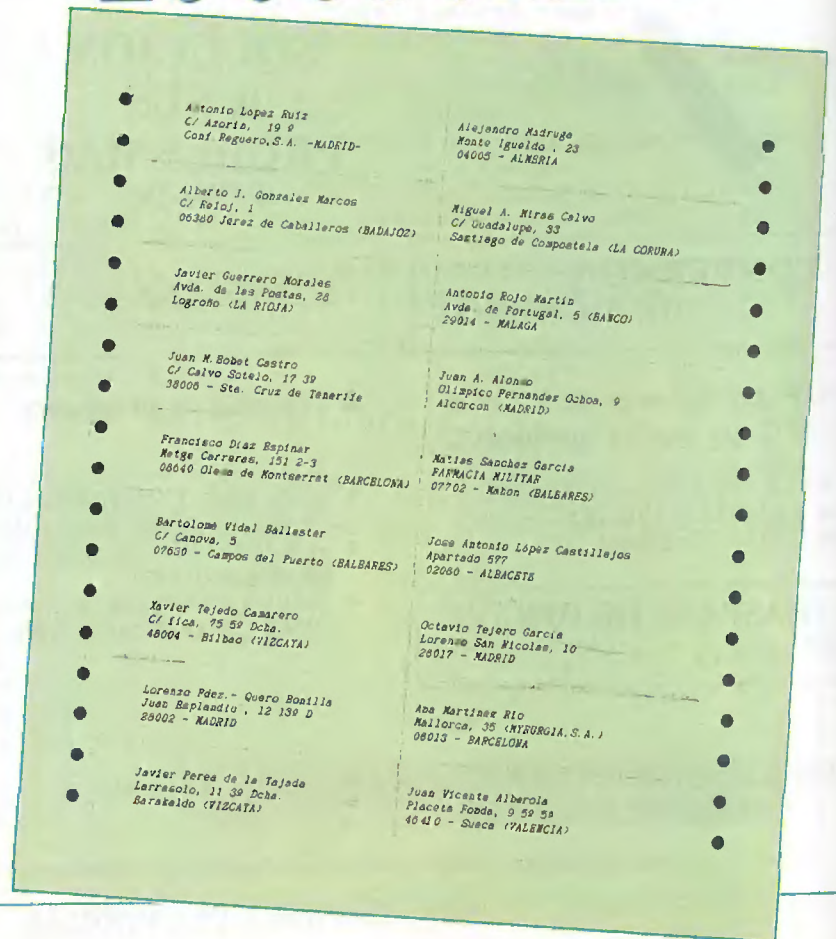 Antonio Lopez Ruiz
C/ Azorin, 19 º
Conf Reguero,S.A. -MADRID-
Alberto J. Gonzalez Marcos
C/ Reloj, 1
06380 Jerez de Caballeros (BADAJOZ)
Javier Guerrero Morales
Avda. de las Poetas, 28
Logroño (LA RIOJA)
Juan M.Bobet Castro
C/ Calvo Sotelo, 17 3º
38006 - Sta. Cruz de Tenerife
Francisco Diaz Espinar
Metge Carreras, 151 2-3
08640 Olesa de Montserrat (BARCELONA)
Bartolomé Vidal Ballester
C/ Canova, 5
07630 - Campos del Puerto (BALEARES)
Xavier Tejedo Camarero
C/ fica, 75 5º Dcha.
48004 - Bilbao (VIZCAYA)
Lorenzo Pdez.- Quero Bonilla
Juan Esplandiu , 12 13º D
28002 - MADRID
Javier Perea de la Tajada
Larrasolo, 11 3º Dcha.
Barakaldo (VIZCAYA)
Alejandro Madruga
Monte Igueldo , 23
04005 - ALMERIA
Miguel A. Miras Calvo
C/ Guadalupe, 33
Santiago de Compostela (LA CORUÑA)
Antonio Rojo Martin
Avda. de Portugal, 5 (BANCO)
29014 - MALAGA
Juan A. Alonso
Olimpico Fernandez Ochoa, 9
Alcorcon (MADRID)
Matias Sanchez Garcia
FARMACIA MILITAR
07702 - Mahon (BALEARES)
Jose Antonio López Castillejos
Apartado 577
02080 - ALBACETE
Octavio Tejero Garcia
Lorenzo San Nicolas, 10
28017 - MADRID
Ana Martinez Rio
Mallorca, 35 (MYRURGIA,S.A.)
08013 - BARCELONA
Juan Vicente Alberola
Placeta Fonda, 9 5º 5ª
46410 - Sueca (VALENCIA)